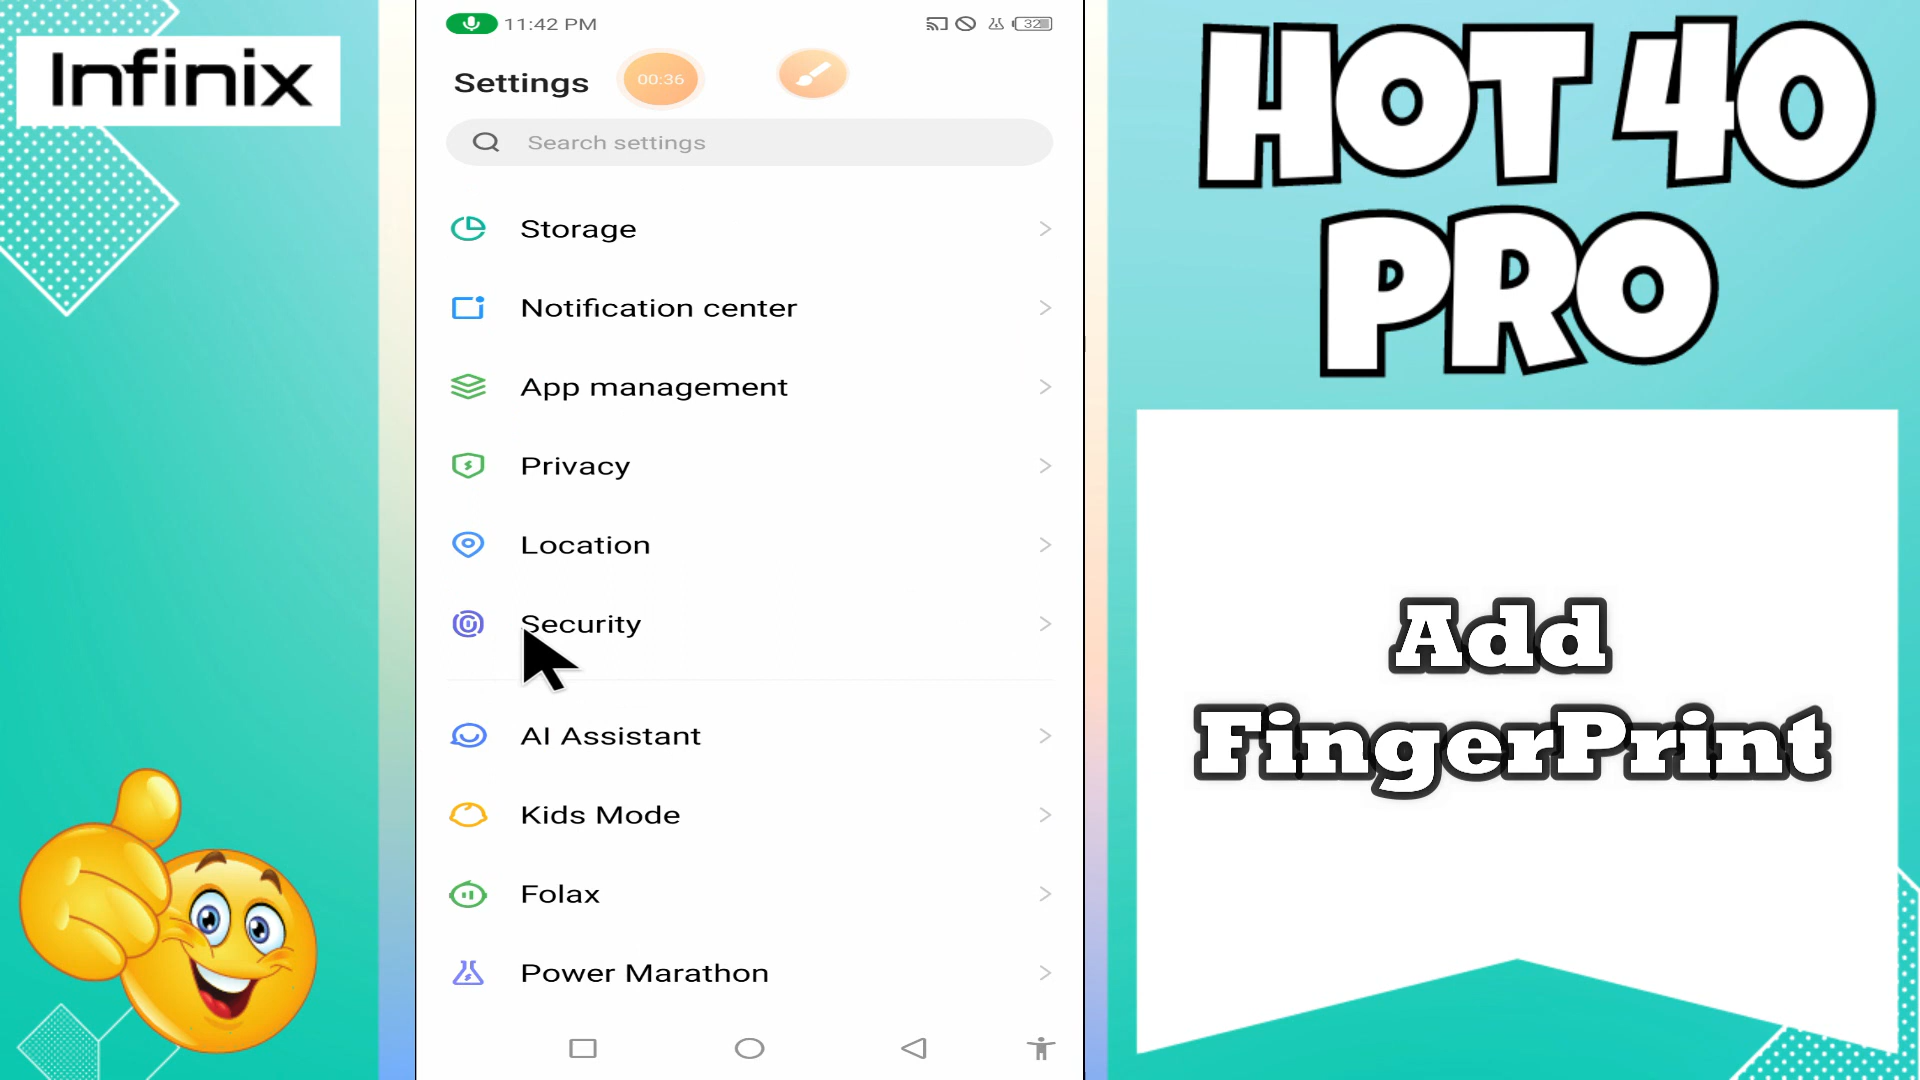 Infinix
11:42 PM
32
Settings
00:36
Search settings
Storage
Notification center
App management
Privacy
Location
Security
AI Assistant
Kids Mode
Folax
Power Marathon
HOT 40
PRO
Add
FingerPrint